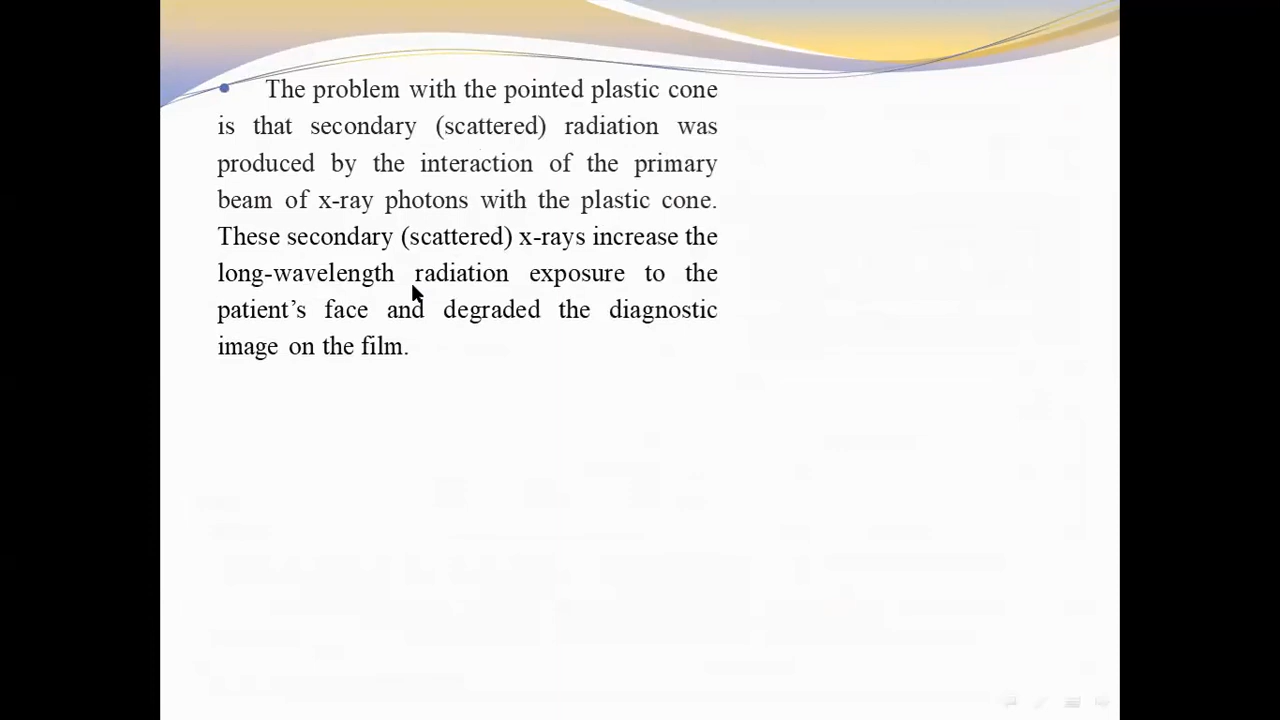 The problem with the pointed plastic cone
is that secondary (scattered) radiation was
produced by the interaction of the primary
beam of x-ray photons with the plastic cone.
These secondary (scattered) x-rays increase the
long-wavelength radiation exposure to the
patient’s face and degraded the diagnostic
image on the film.